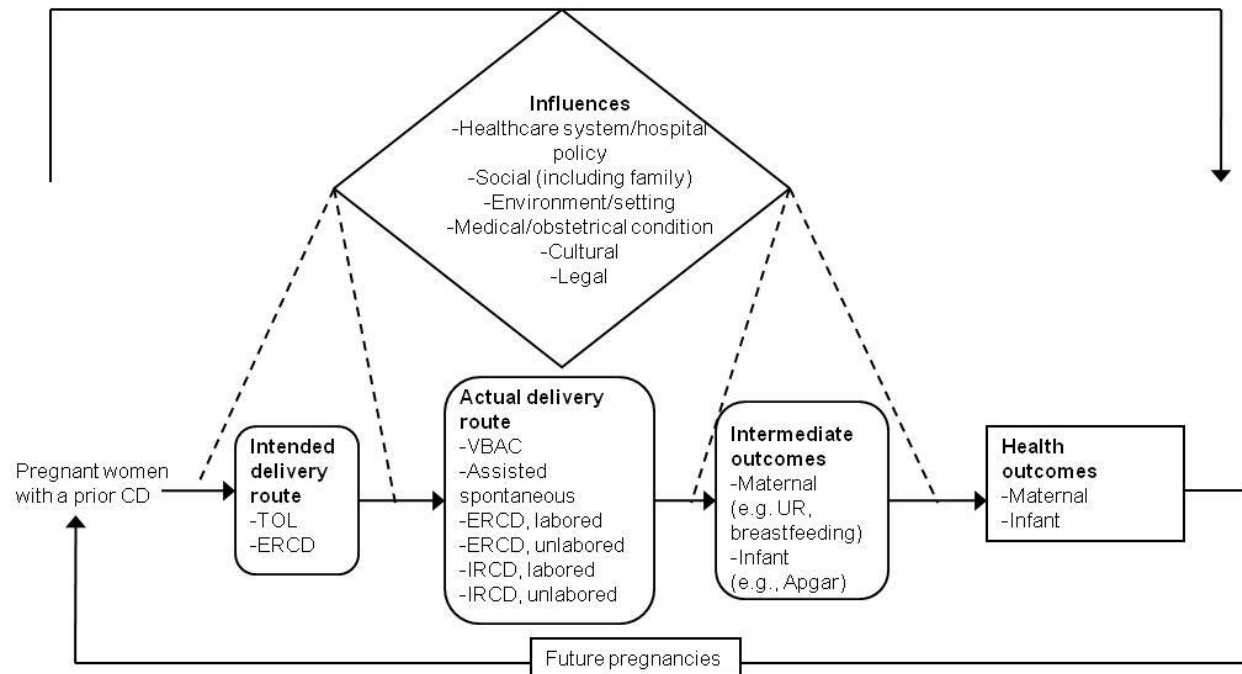 Influences
-Healthcare system/hospital
policy
-Social (including family)
-Environment/setting
-Medical/obstetrical condition
-Cultural
-Legal
Pregnant women
with a prior CD
Intended
delivery
route
-TOL
-ERCD
Actual delivery
route
-VBAC
-Assisted
spontaneous
-ERCD, labored
-ERCD, unlabored
-IRCD, labored
-IRCD, unlabored
Intermediate
outcomes
-Maternal
(e.g. UR,
breastfeeding)
-Infant
(e.g., Apgar)
Health
outcomes
-Maternal
-Infant
Future pregnancies